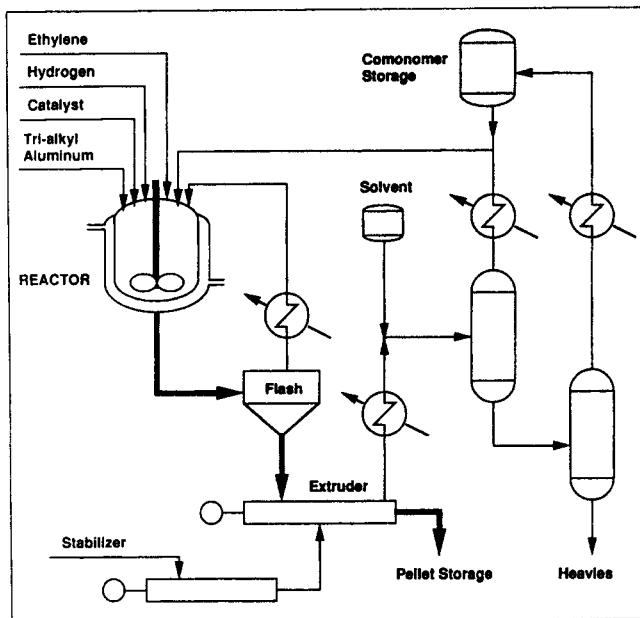 Ethylene
Hydrogen
Catalyst
Tri-alkyl
Aluminum
Comonomer
Storage
Solvent
REACTOR
Flash
Extruder
Stabilizer
Pellet Storage
Heavies